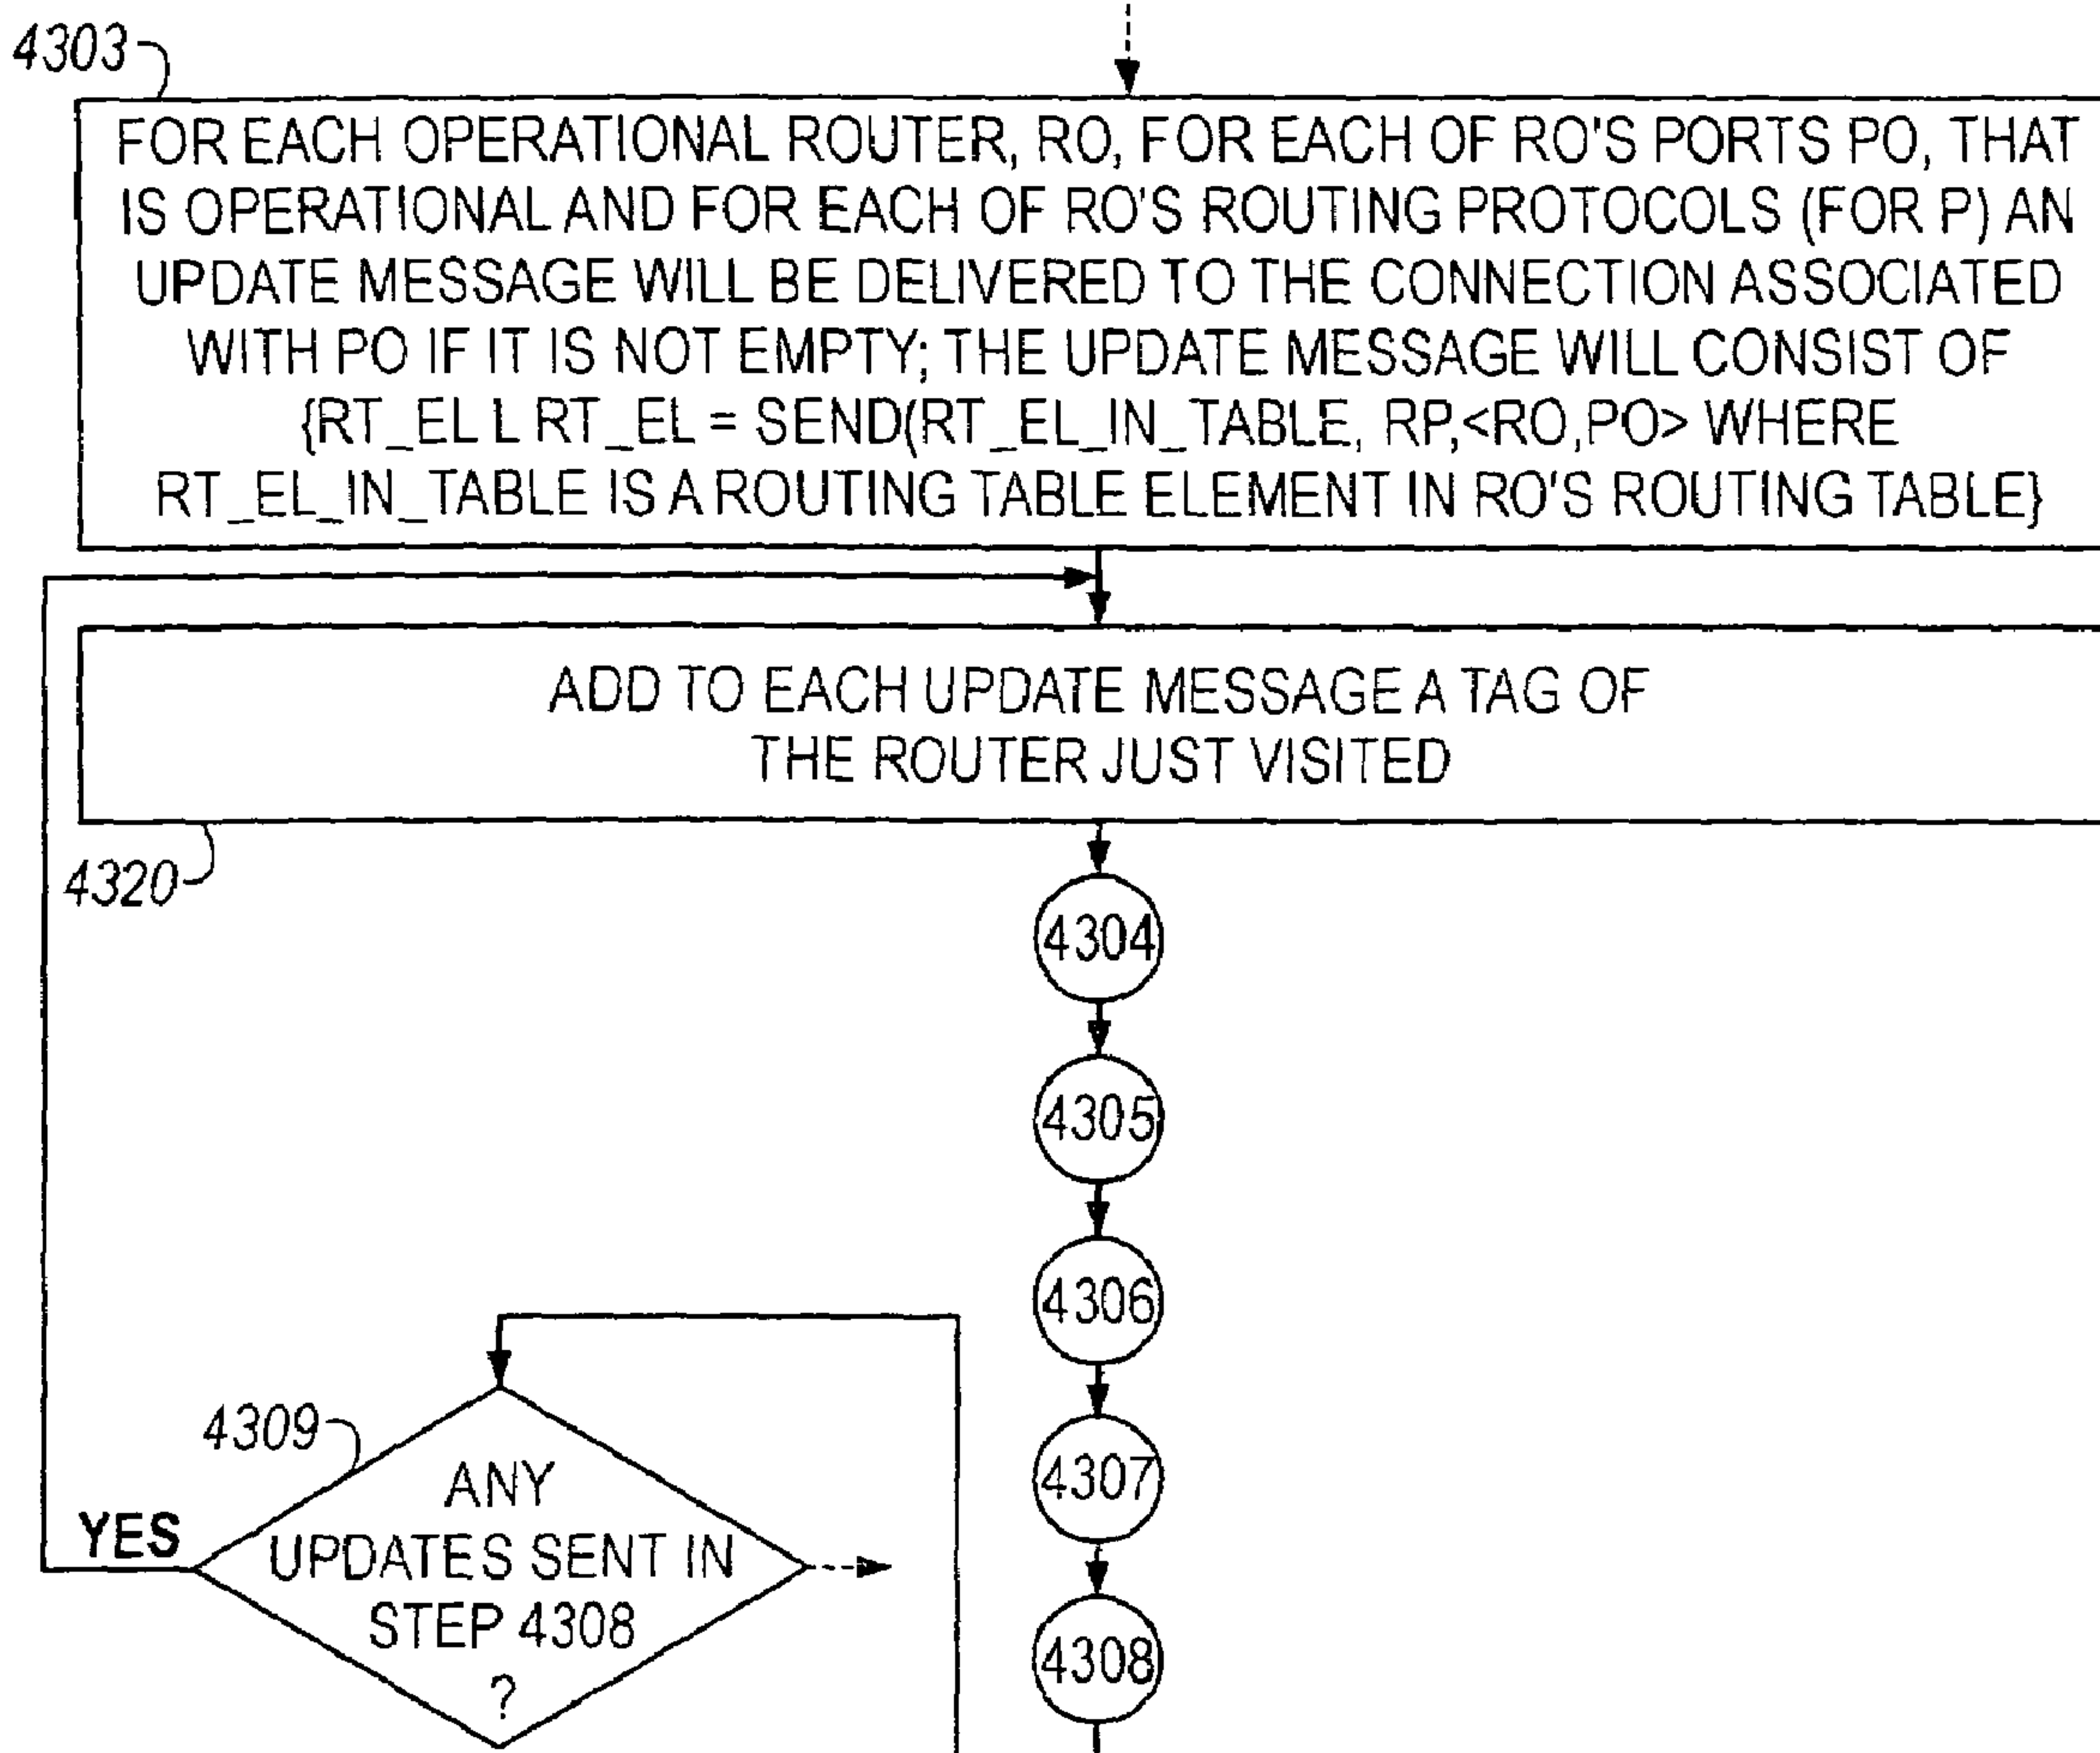 4303
FOR EACH OPERATIONAL ROUTER, RO, FOR EACH OF RO'S PORTS PO, THAT
IS OPERATIONAL AND FOR EACH OF RO'S ROUTING PROTOCOLS (FOR P) AN
UPDATE MESSAGE WILL BE DELIVERED TO THE CONNECTION ASSOCIATED
WITH PO IF IT IS NOT EMPTY; THE UPDATE MESSAGE WILL CONSIST OF
{RT_EL L RT_EL = SEND(RT_EL_IN_TABLE, RP,<RO,PO> WHERE
RT_EL_IN_TABLE IS A ROUTING TABLE ELEMENT IN RO'S ROUTING TABLE}
ADD TO EACH UPDATE MESSAGE A TAG OF
THE ROUTER JUST VISITED
4320
4304
4305
4306
4307
4308
4309
ANY
UPDATES SENT IN
STEP 4308
?
YES